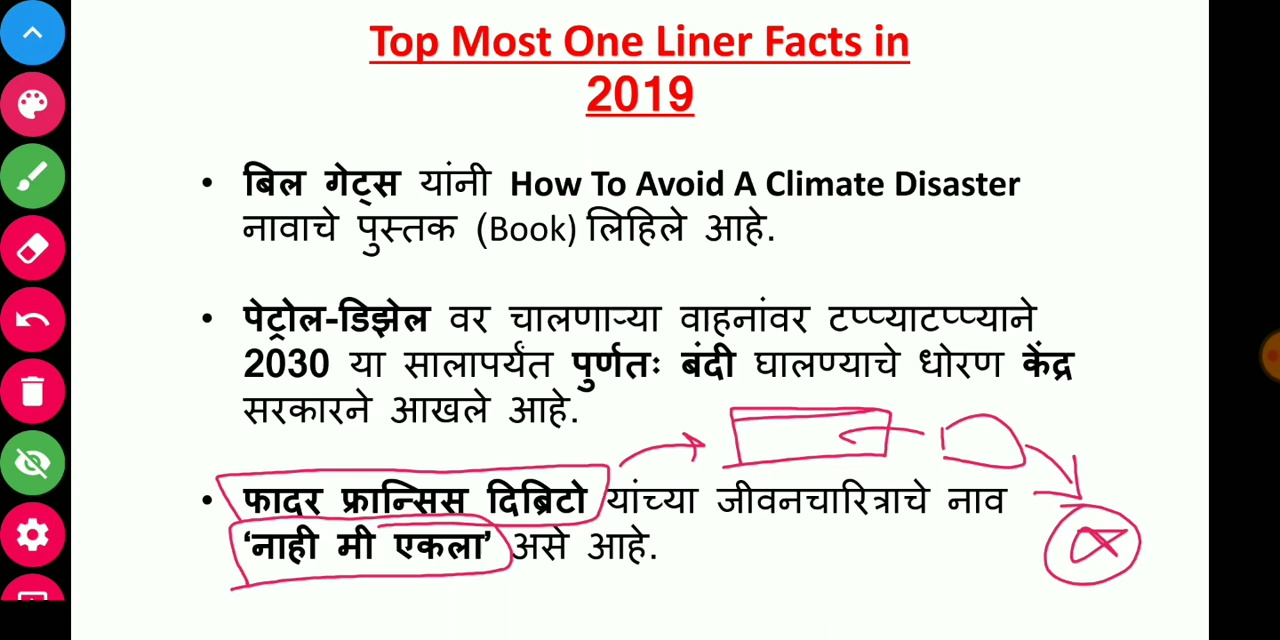 Top Most One Liner Facts in
2019
• बिल गेट्स यांनी How To Avoid A Climate Disaster
नावाचे पुस्तक (Book) लिहिले आहे.
• पेट्रोल-डिझेल वर चालणाऱ्या वाहनांवर टप्प्याटप्प्याने
2030 या सालापर्यंत पुर्णतः बंदी घालण्याचे धोरण केंद्र
सरकारने आखले आहे.
• फादर फ्रान्सिस दिब्रिटो यांच्या जीवनचारित्राचे नाव
‘नाही मी एकला’ असे आहे.